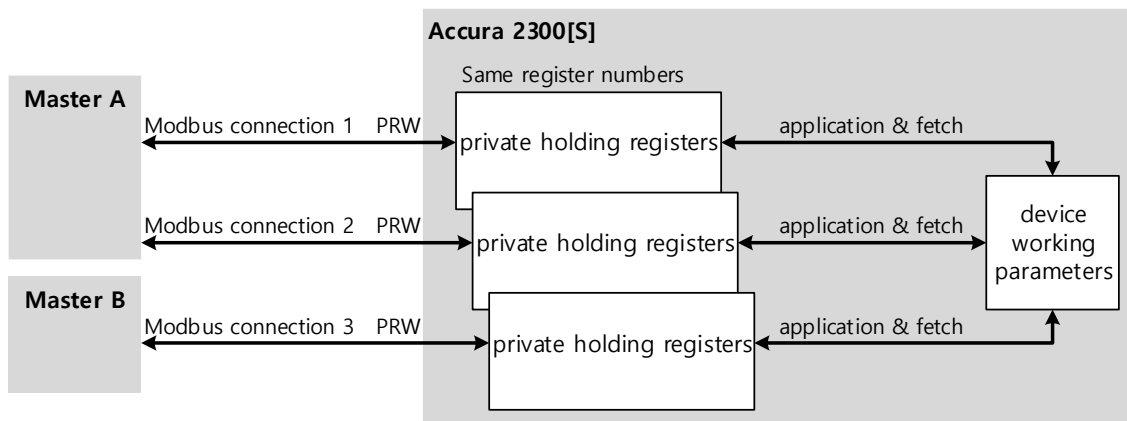 Accura 2300[S]
Same register numbers
Master A
Modbus connection 1 PRW
private holding registers
application & fetch
Modbus connection 2 PRW
private holding registers
application & fetch
device
working
parameters
Master B
Modbus connection 3 PRW
private holding registers
application & fetch